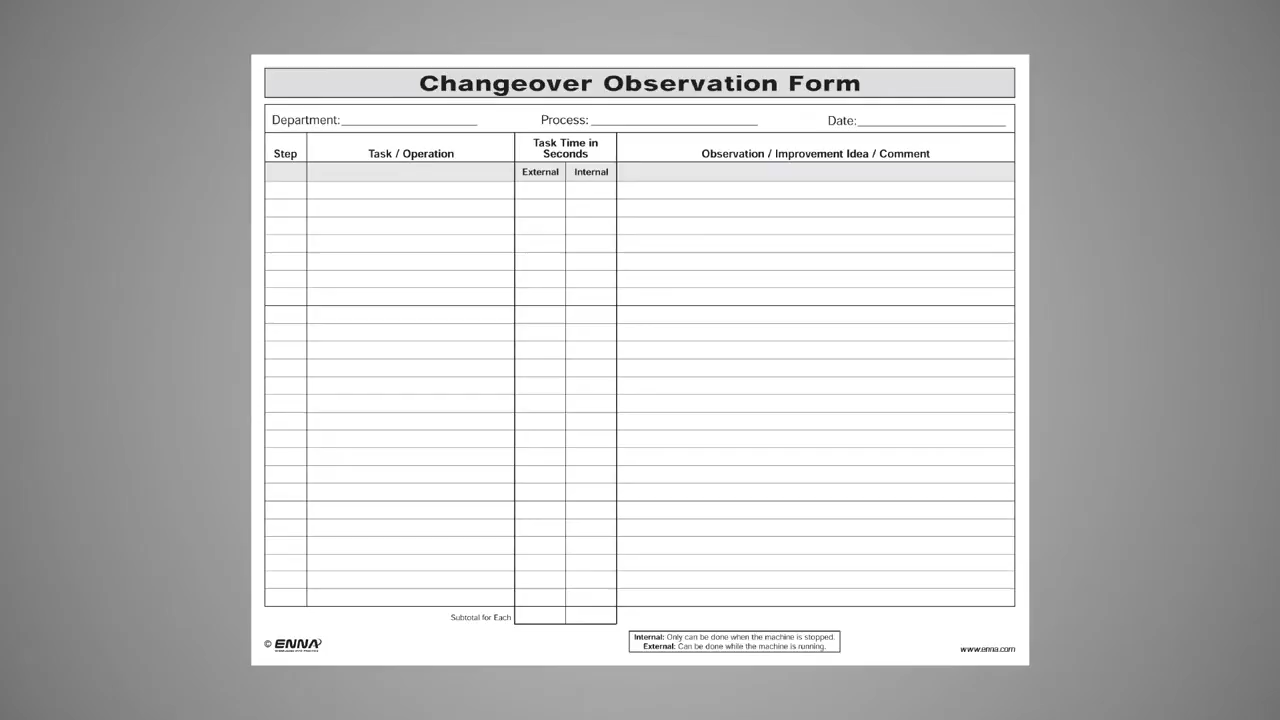 Changeover Observation Form
Department: Process: Date:
Step Task / Operation Task Time in Seconds Observation / Improvement Idea / Comment
External Internal
Subtotal for Each
Internal: Only can be done when the machine is stopped.
External: Can be done while the machine is running.
© ENNA
www.enna.com